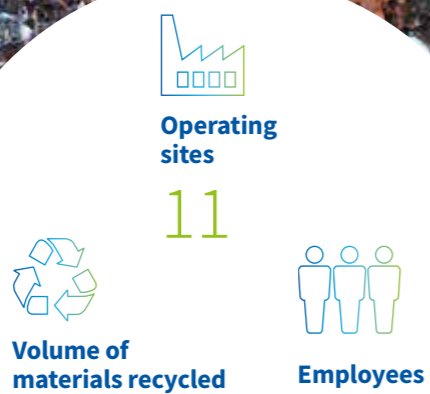 Operating
sites
11
Volume of
materials recycled
Employees